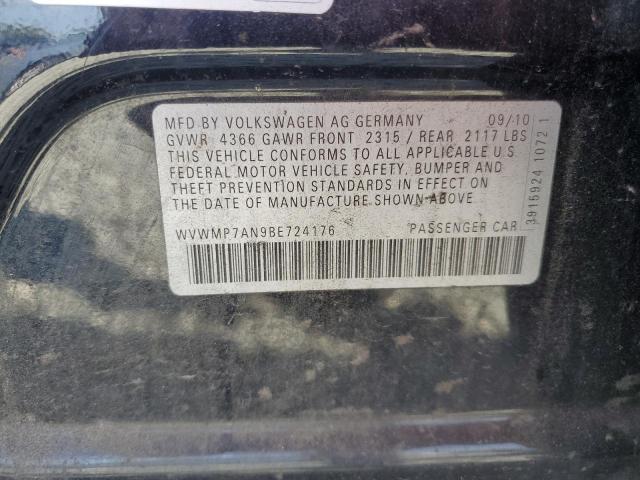 MFD BY VOLKSWAGEN AG GERMANY 09/10
GVWR 4366 GAWR FRONT 2315 / REAR 2117 LBS
THIS VEHICLE CONFORMS TO ALL APPLICABLE U.S
FEDERAL MOTOR VEHICLE SAFETY, BUMPER AND
THEFT PREVENTION STANDARDS IN EFFECT ON
THE DATE OF MANUFACTURE SHOWN ABOVE
WVWMP7AN9BE724176 PASSENGER CAR
3915924 1072 1